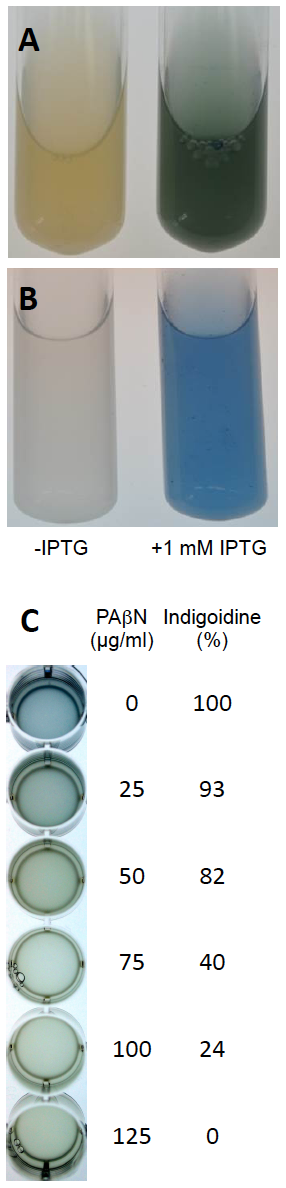 A
B
-IPTG +1 mM IPTG
C
PAβN Indigoidine
(µg/ml) (%)
0 100
25 93
50 82
75 40
100 24
125 0